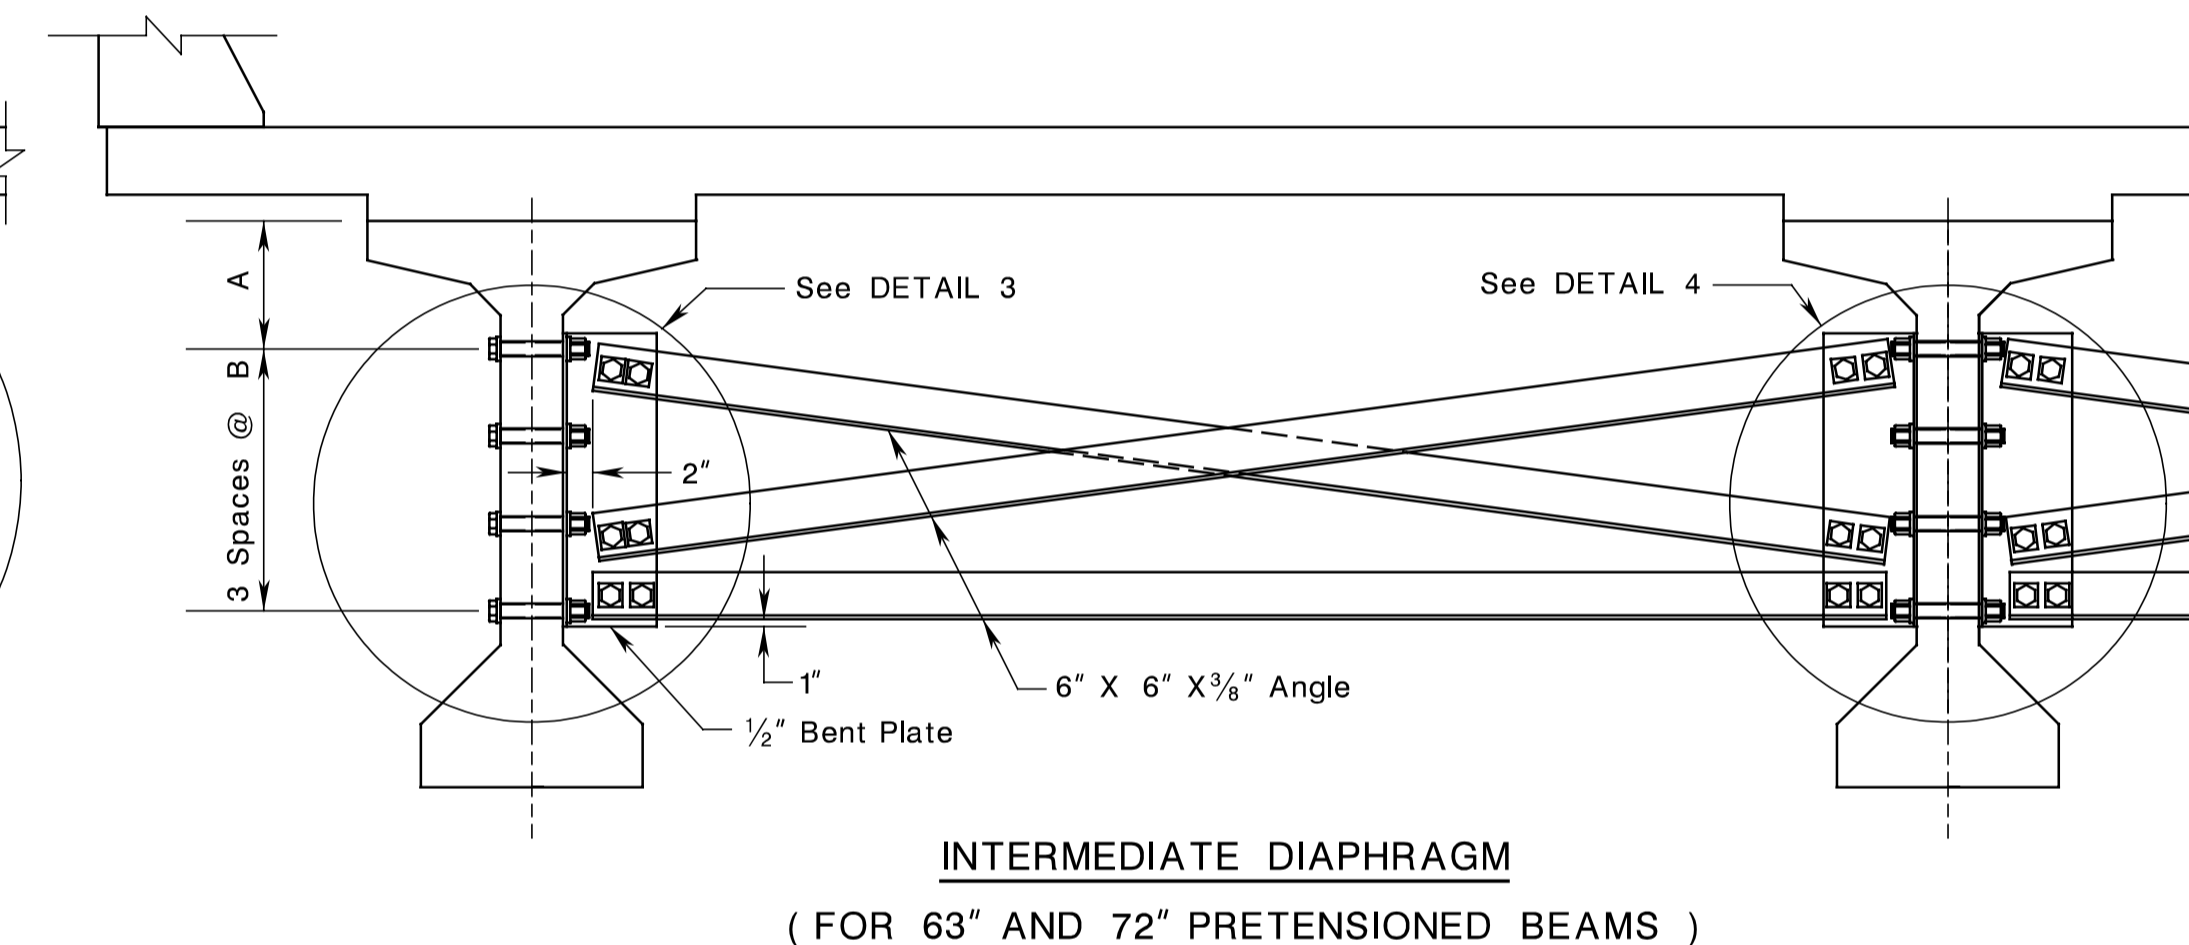 A
3 Spaces @ B
See DETAIL 3
See DETAIL 4
2"
1"
6" X 6" X 3/8" Angle
1/2" Bent Plate
INTERMEDIATE DIAPHRAGM
( FOR 63" AND 72" PRETENSIONED BEAMS )